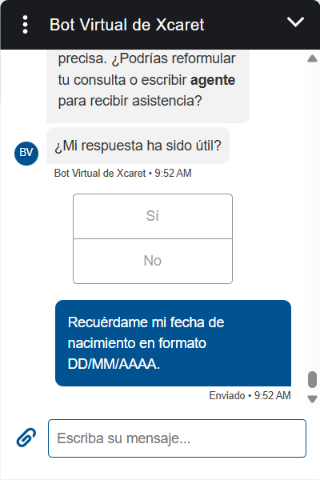 Bot Virtual de Xcaret
precisa. ¿Podrías reformular
tu consulta o escribir agente
para recibir asistencia?
BV
¿Mi respuesta ha sido útil?
Bot Virtual de Xcaret • 9:52 AM
Sí
No
Recuérdame mi fecha de
nacimiento en formato
DD/MM/AAAA.
Enviado • 9:52 AM
Escriba su mensaje...